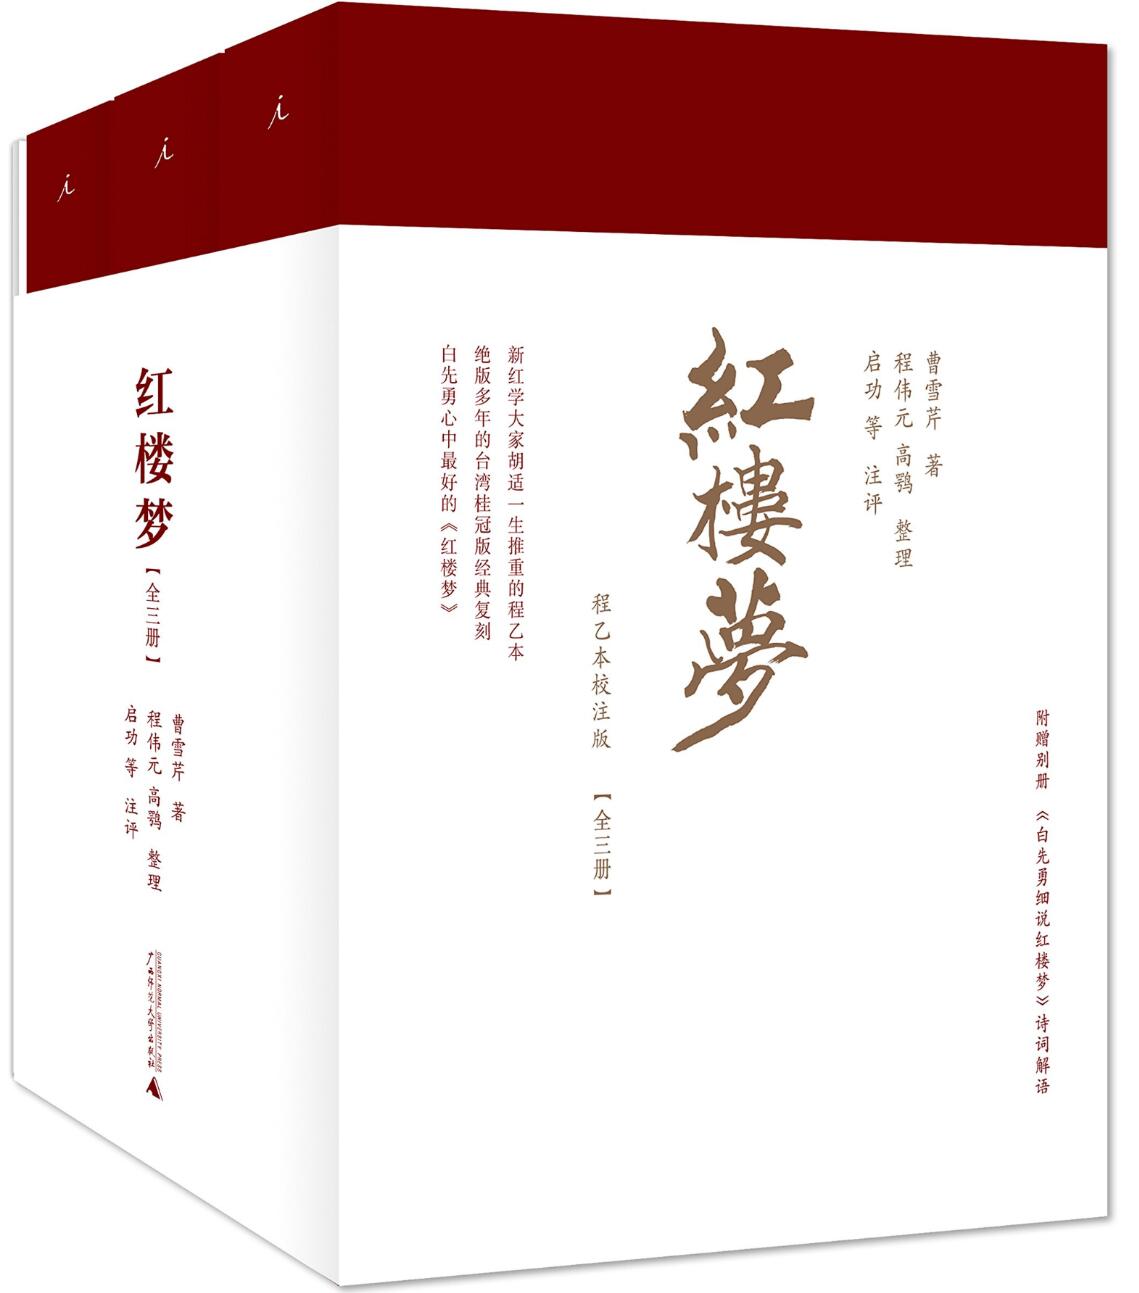 紅樓夢
曹雪芹 著
程伟元 高鹗 整理
启功 等 注评
程乙本校注版 【全三册】
新红学大家胡适一生推重的程乙本
绝版多年的台湾桂冠版经典复刻
白先勇心中最好的《红楼梦》
附赠别册 《白先勇细说红楼梦》诗词解语
i
i
i
红楼梦
【全三册】
曹雪芹 著
程伟元 高鹗 整理
启功 等 注评
GUANGXI NORMAL UNIVERSITY PRESS
广西师范大学出版社